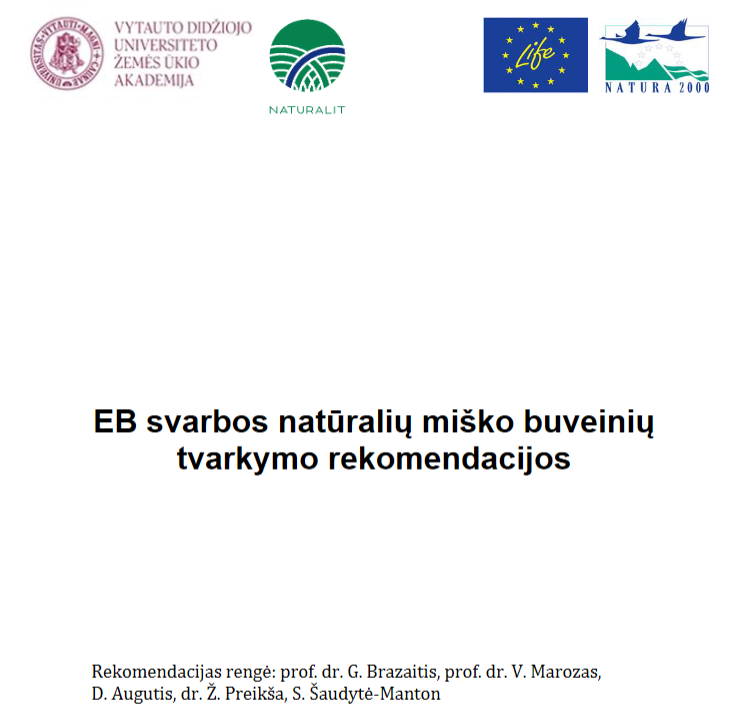 VYTAUTO DIDŽIOJO
UNIVERSITETO
ŽEMĖS ŪKIO
AKADEMIJA
NATURALIT
Life
NATURA 2000
EB svarbos natūralių miško buveinių
tvarkymo rekomendacijos
Rekomendacijas rengė: prof. dr. G. Brazaitis, prof. dr. V. Marozas,
D. Augutis, dr. Ž. Preikša, S. Šaudytė-Manton